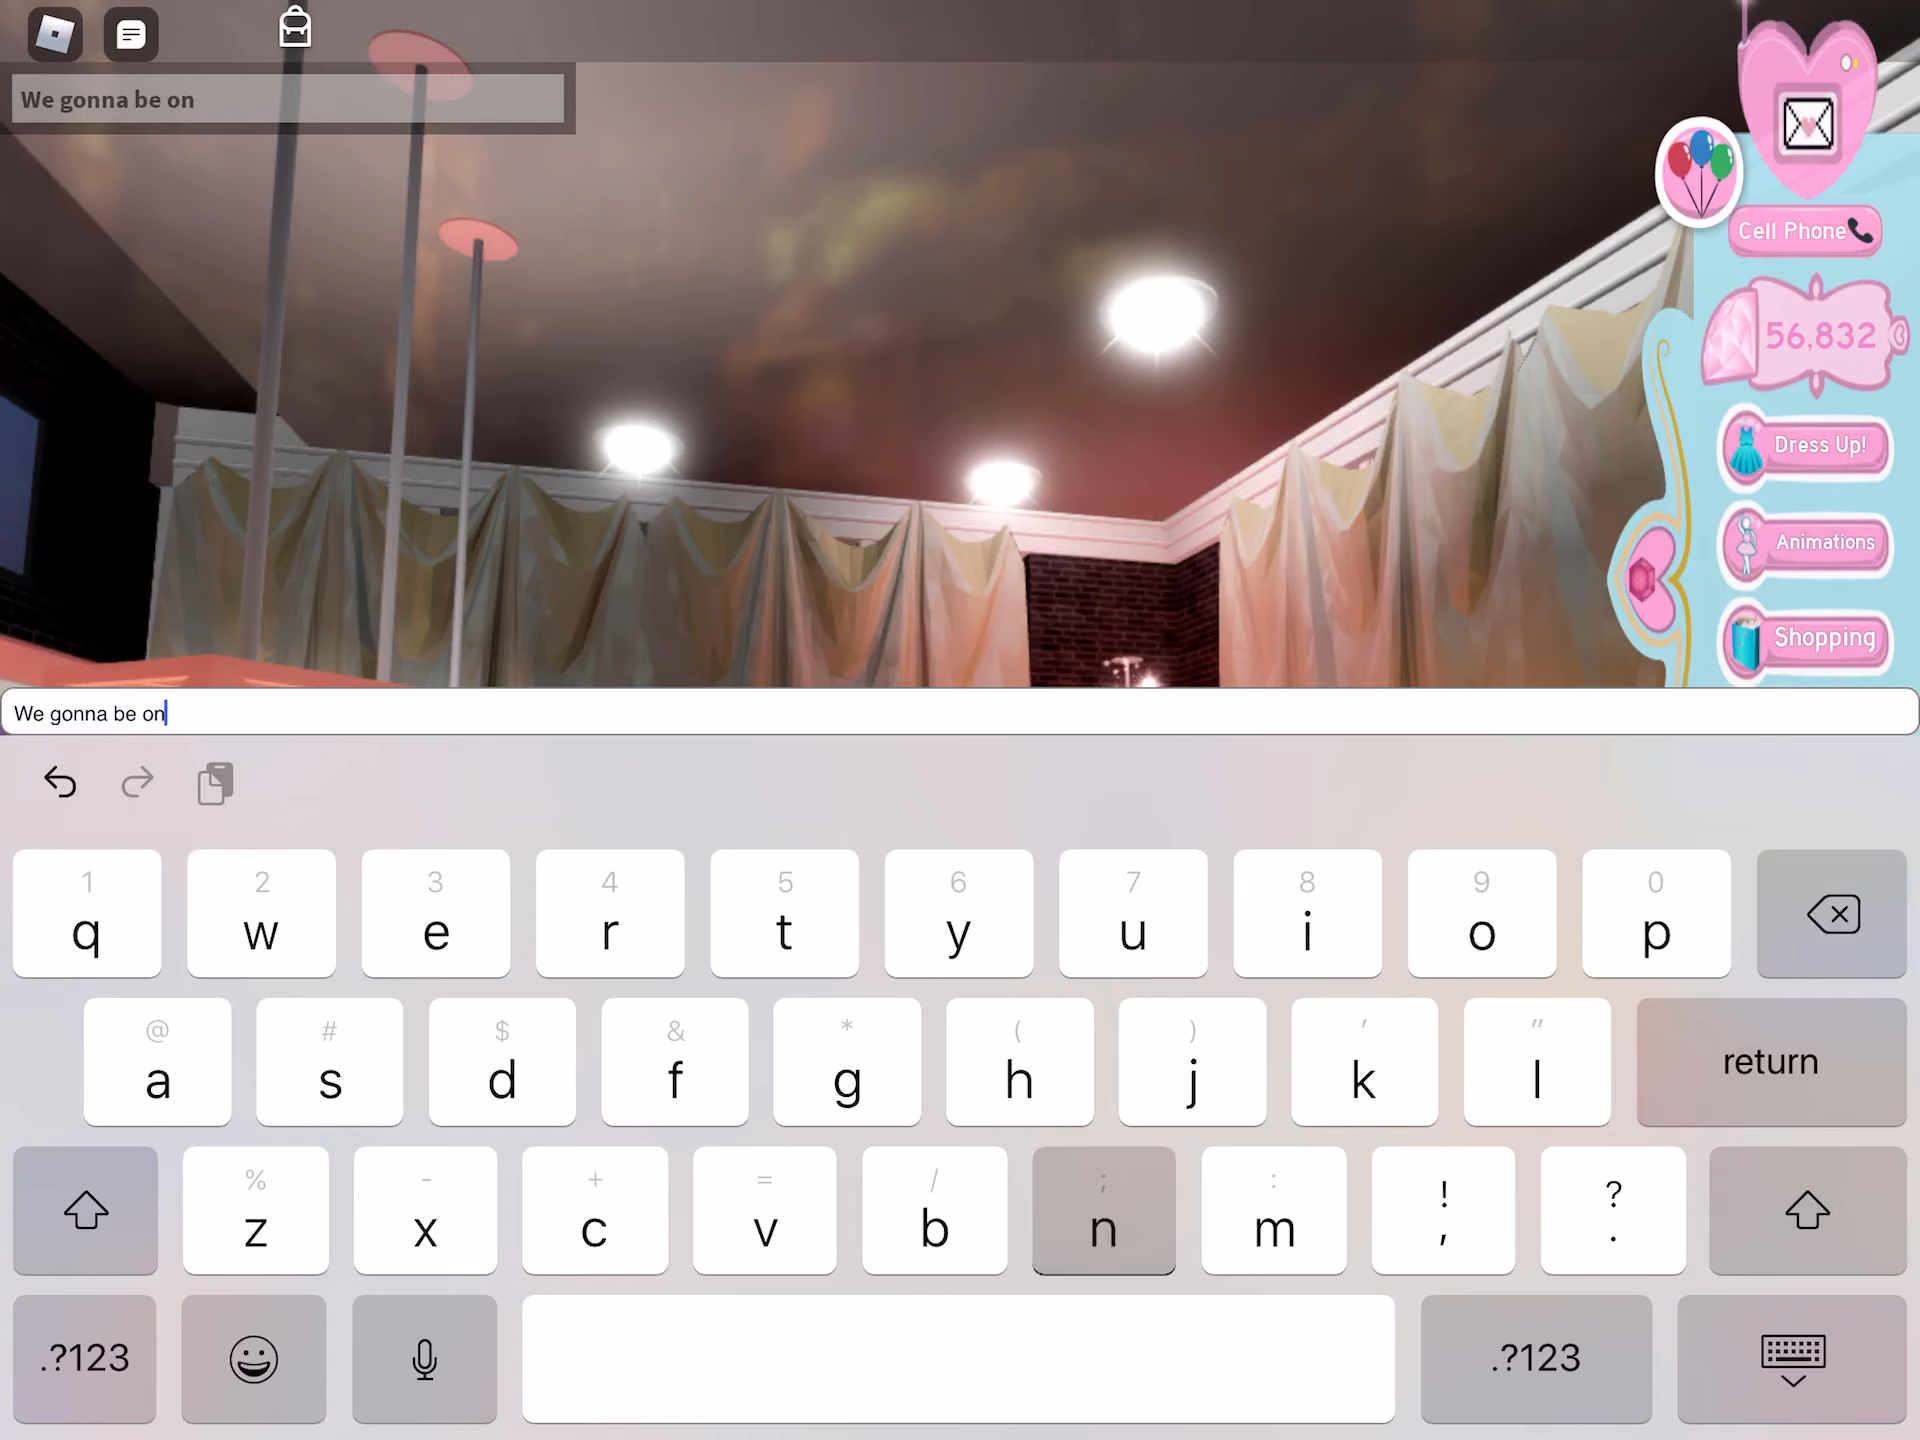 We gonna be on
Cell Phone
56,832
Dress Up!
Animations
Shopping
We gonna be on
1 2 3 4 5 6 7 8 9 0
q w e r t y u i o p
@ # $ & * ( ) ' "
a s d f g h j k l return
% - + = / ; : ! ?
z x c v b n m , .
.?123 .?123